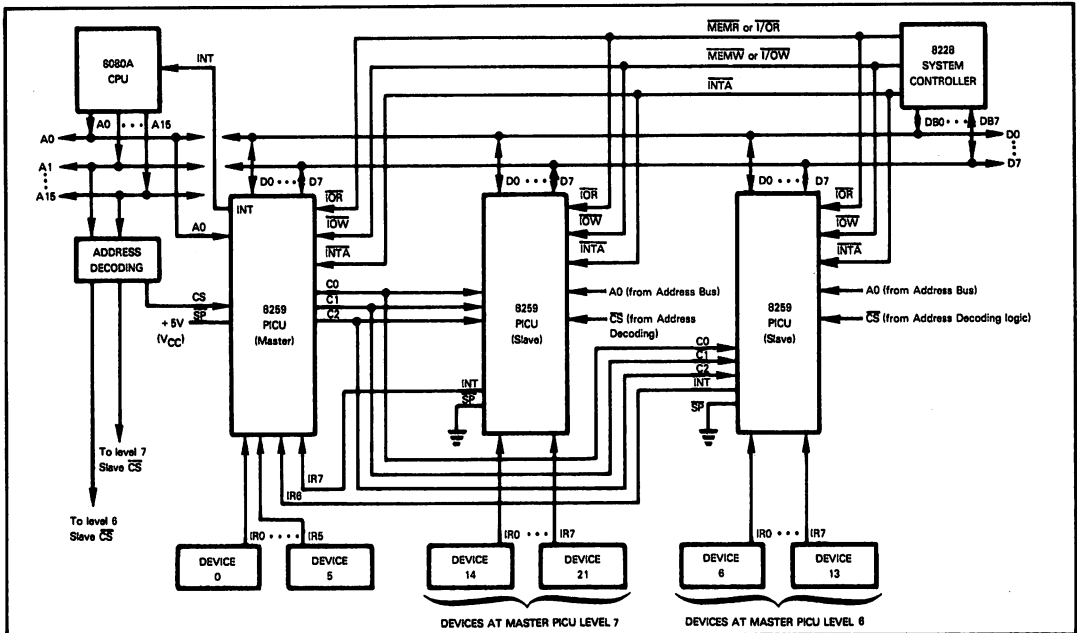 8080A
CPU
INT
A0 · · · A15
A0
A1
A15
ADDRESS
DECODING
CS
SP
+ 5V
(VCC)
To level 7
Slave CS
To level 6
Slave CS
MEMR or I/OR
MEMW or I/OW
INTA
8228
SYSTEM
CONTROLLER
DB0 · · · DB7
D0
D7
D0 · · · · D7
INT
A0
IOR
IOW
INTA
C0
C1
C2
8259
PICU
(Master)
IR7
IR6
IR0 · · · · · IR5
DEVICE
0
DEVICE
5
D0 · · · · D7
IOR
IOW
INTA
A0 (from Address Bus)
CS (from Address
Decoding)
8259
PICU
(Slave)
INT
SP
IR0 · · · IR7
DEVICE
14
DEVICE
21
DEVICES AT MASTER PICU LEVEL 7
D0 · · · · D7
IOR
IOW
INTA
A0 (from Address Bus)
CS (from Address Decoding logic)
8259
PICU
(Slave)
C0
C1
C2
INT
SP
IR0 · · · IR7
DEVICE
6
DEVICE
13
DEVICES AT MASTER PICU LEVEL 6